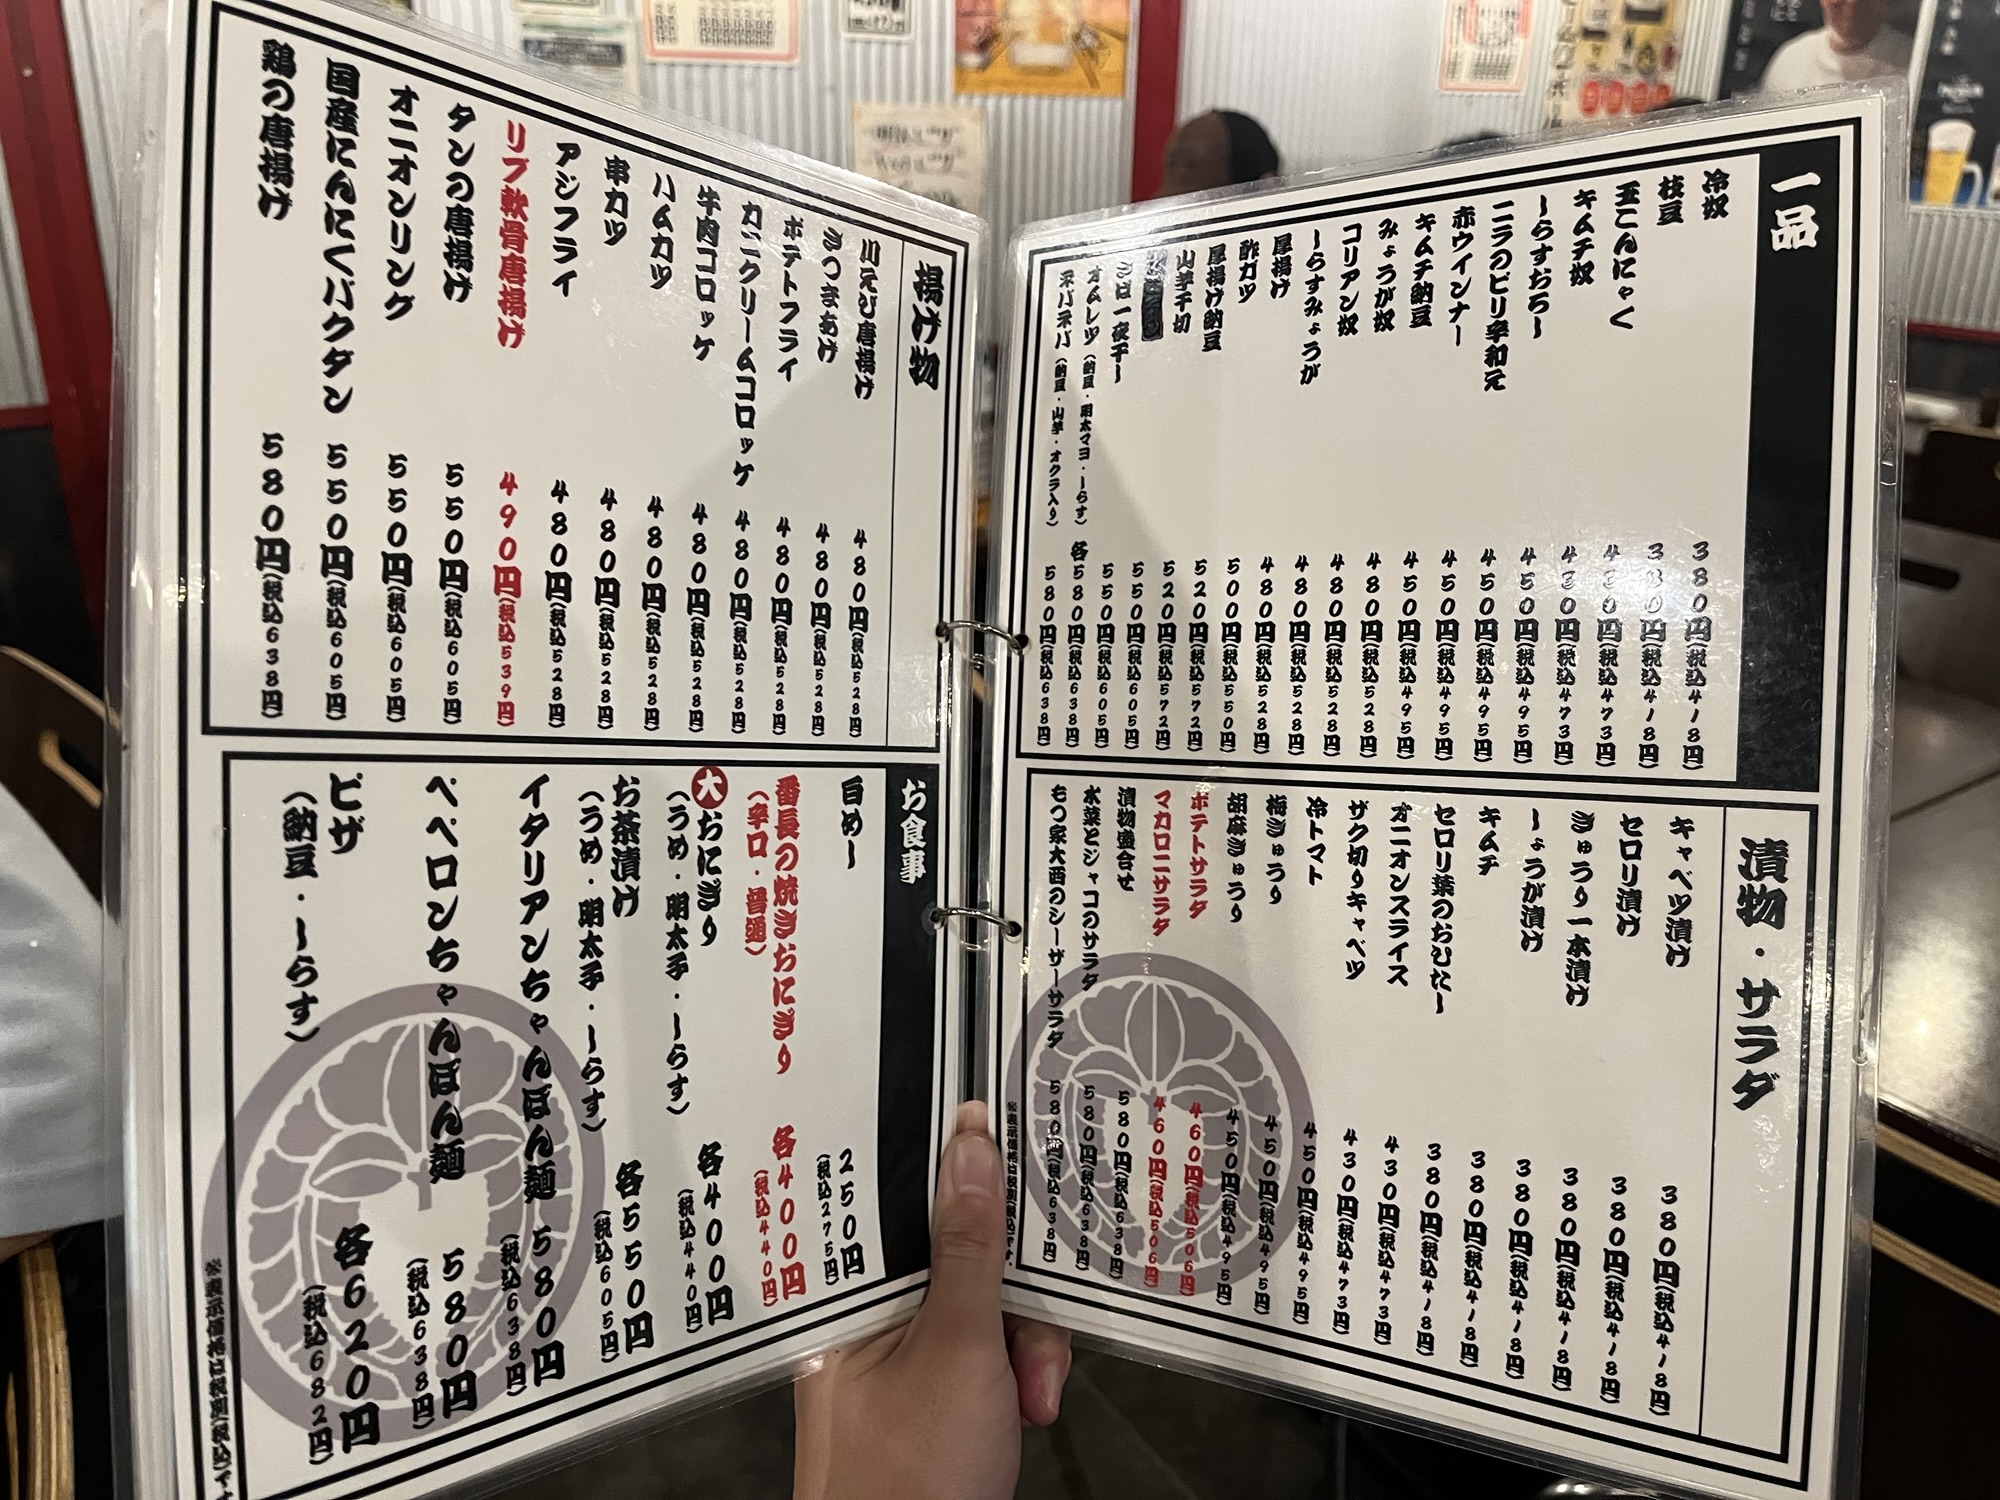 一品
冷奴 380円(税込418円)
枝豆 380円(税込418円)
玉こんにゃく 430円(税込473円)
キムチ奴 430円(税込473円)
しらすおろし 450円(税込495円)
ニラのピリ辛和え 450円(税込495円)
赤ウインナー 450円(税込495円)
キムチ納豆 450円(税込495円)
みょうが奴 480円(税込528円)
コリアン奴 480円(税込528円)
しらすみょうが 480円(税込528円)
厚揚げ 480円(税込528円)
酢ガツ 500円(税込550円)
厚揚げ納豆 520円(税込572円)
山芋千切 520円(税込572円)
550円(税込605円)
さば一夜干し 550円(税込605円)
オムレツ(納豆・明太マヨ・しらす) 各580円(税込638円)
ネバネバ(納豆・山芋・オクラ入り) 580円(税込638円)
漬物・サラダ
キャベツ漬け 380円(税込418円)
セロリ漬け 380円(税込418円)
きゅうり一本漬け 380円(税込418円)
しょうが漬け 380円(税込418円)
キムチ 380円(税込418円)
セロリ葉のおひたし 380円(税込418円)
オニオンスライス 430円(税込473円)
ザク切りキャベツ 430円(税込473円)
冷トマト 450円(税込495円)
梅きゅうり 450円(税込495円)
胡麻きゅうり 450円(税込495円)
ポテトサラダ 460円(税込506円)
マカロニサラダ 460円(税込506円)
漬物盛合せ 580円(税込638円)
水菜とジャコのサラダ 580円(税込638円)
もつ家大西のシーザーサラダ 580円(税込638円)
※表示価格は税別(税込)です。
揚げ物
川えび唐揚げ 480円(税込528円)
さつまあげ 480円(税込528円)
ポテトフライ 480円(税込528円)
カニクリームコロッケ 480円(税込528円)
牛肉コロッケ 480円(税込528円)
ハムカツ 480円(税込528円)
串カツ 480円(税込528円)
アジフライ 480円(税込528円)
リブ軟骨唐揚げ 490円(税込539円)
タンの唐揚げ 550円(税込605円)
オニオンリング 550円(税込605円)
国産にんにくバクダン 550円(税込605円)
鶏の唐揚げ 580円(税込638円)
お食事
白めし 250円
(税込275円)
番長の焼きおにぎり 各400円
(辛口・普通) (税込440円)
大おにぎり 各400円
(うめ・明太子・しらす) (税込440円)
お茶漬け 各550円
(うめ・明太子・しらす) (税込605円)
イタリアンちゃんぽん麺 580円
(税込638円)
ペペロンちゃんぽん麺 580円
(税込638円)
ピザ 各620円
(納豆・しらす) (税込682円)
※表示価格は税別(税込)です